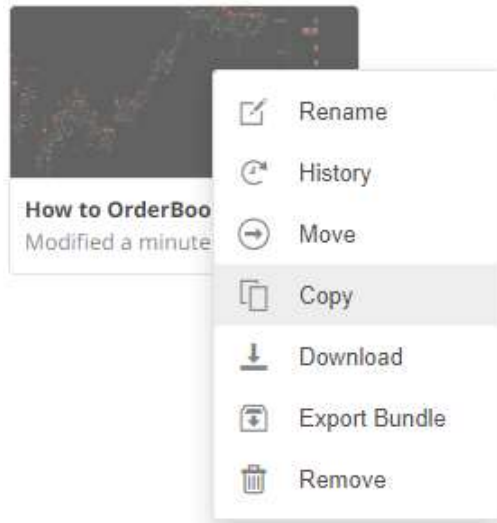 How to OrderBoo
Modified a minute
Rename
History
Move
Copy
Download
Export Bundle
Remove